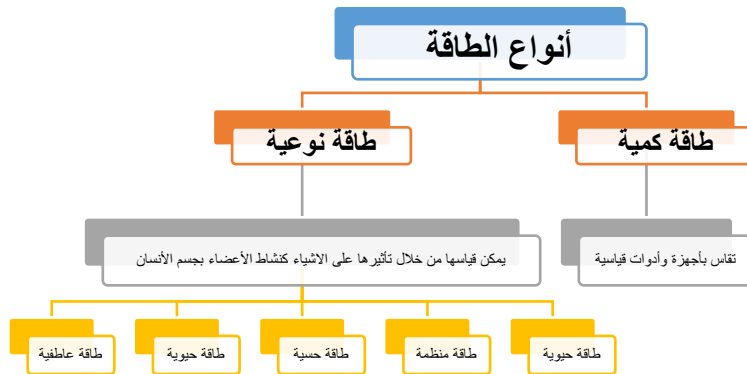 أنواع الطاقة
طاقة كمية
طاقة نوعية
تقاس بأجهزة وأدوات قياسية
يمكن قياسها من خلال تأثيرها على الاشياء كنشاط الأعضاء بجسم الأنسان
طاقة حيوية
طاقة منظمة
طاقة حسية
طاقة حيوية
طاقة عاطفية